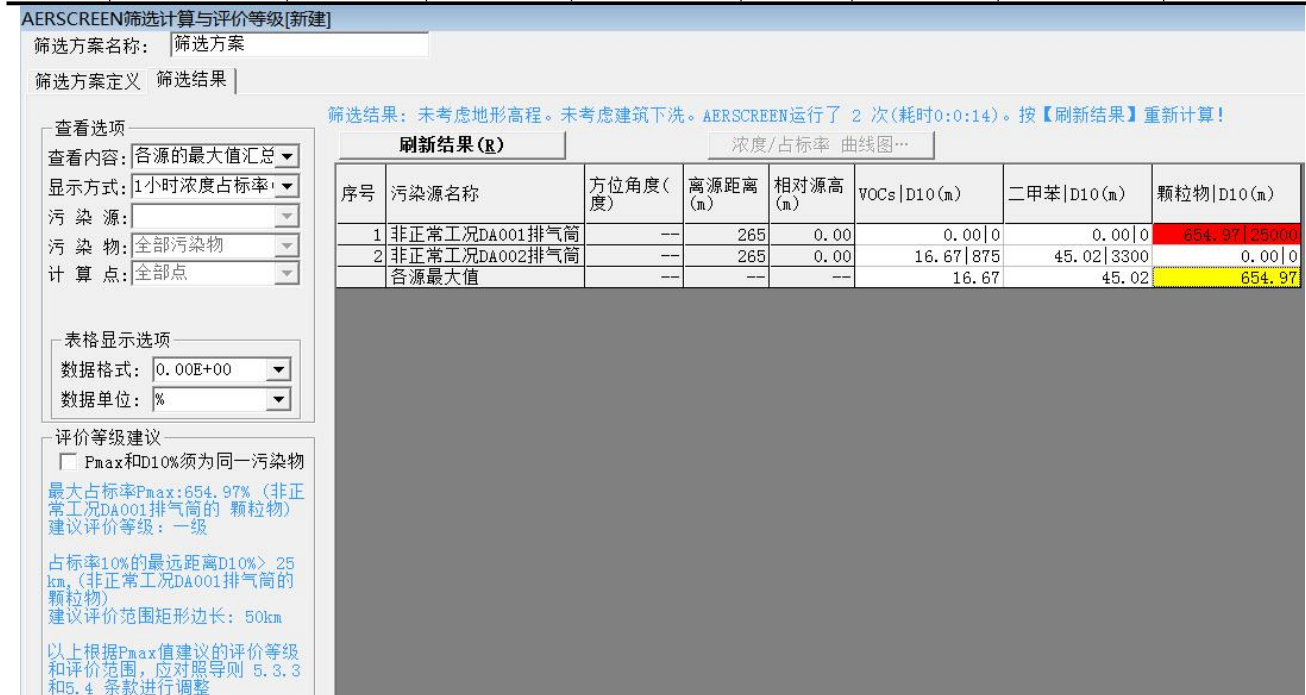 AERSCREEN筛选计算与评价等级[新建]
筛选方案名称: 筛选方案
筛选方案定义 筛选结果
筛选结果: 未考虑地形高程。未考虑建筑下洗。AERSCREEN运行了 2 次(耗时0:0:14)。按【刷新结果】重新计算!
刷新结果(R) 浓度/占标率 曲线图…
查看选项
查看内容: 各源的最大值汇总
显示方式: 1小时浓度占标率
污 染 源:
污 染 物: 全部污染物
计 算 点: 全部点
表格显示选项
数据格式: 0.00E+00
数据单位: %
评价等级建议
Pmax和D10%须为同一污染物
最大占标率Pmax:654.97% (非正
常工况DA001排气筒的 颗粒物)
建议评价等级: 一级
占标率10%的最远距离D10%> 25
km,(非正常工况DA001排气筒的
颗粒物)
建议评价范围矩形边长: 50km
以上根据Pmax值建议的评价等级
和评价范围, 应对照导则 5.3.3
和5.4 条款进行调整
序号 污染源名称 方位角度(度) 离源距离(m) 相对源高(m) VOCs|D10(m) 二甲苯|D10(m) 颗粒物|D10(m)
1 非正常工况DA001排气筒 -- 265 0.00 0.00|0 0.00|0 654.97|25000
2 非正常工况DA002排气筒 -- 265 0.00 16.67|875 45.02|3300 0.00|0
各源最大值 -- -- -- 16.67 45.02 654.97